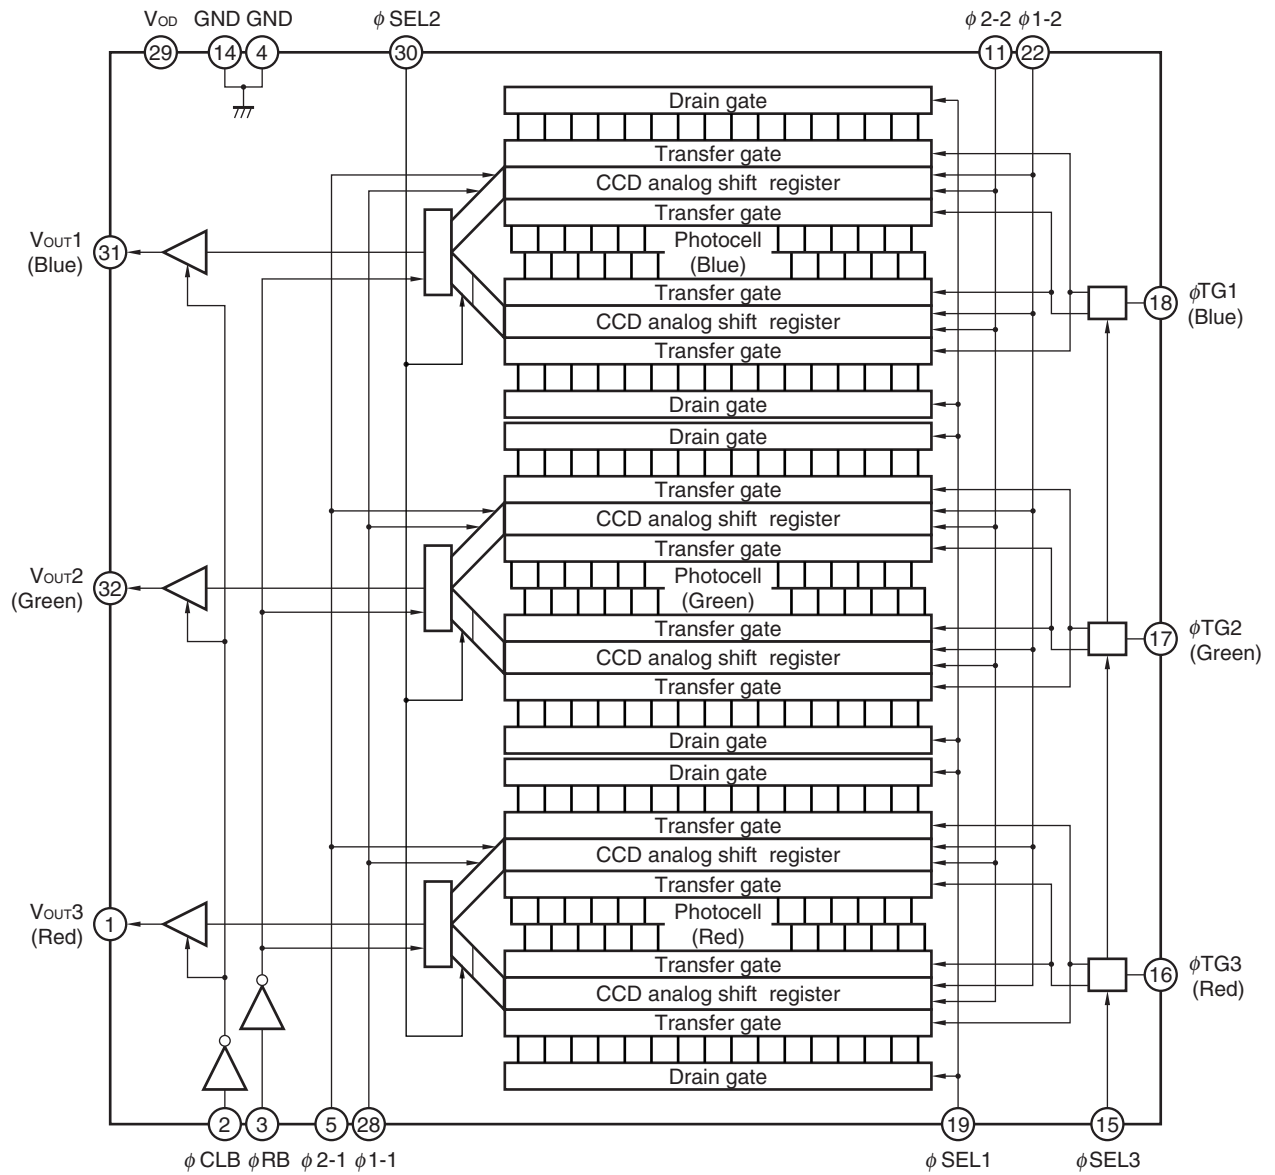 VOD GND GND φ SEL2 φ 2-2 φ1-2
29 14 4 30 11 22
Drain gate
Transfer gate
CCD analog shift register
Transfer gate
VOUT1
(Blue)
31
Photocell
(Blue)
Transfer gate
CCD analog shift register
Transfer gate
18
φTG1
(Blue)
Drain gate
Drain gate
Transfer gate
CCD analog shift register
Transfer gate
VOUT2
(Green)
32
Photocell
(Green)
Transfer gate
CCD analog shift register
Transfer gate
17
φTG2
(Green)
Drain gate
Drain gate
Transfer gate
CCD analog shift register
Transfer gate
VOUT3
(Red)
1
Photocell
(Red)
Transfer gate
CCD analog shift register
Transfer gate
16
φTG3
(Red)
Drain gate
2 3 5 28 19 15
φ CLB φRB φ 2-1 φ1-1 φ SEL1 φSEL3